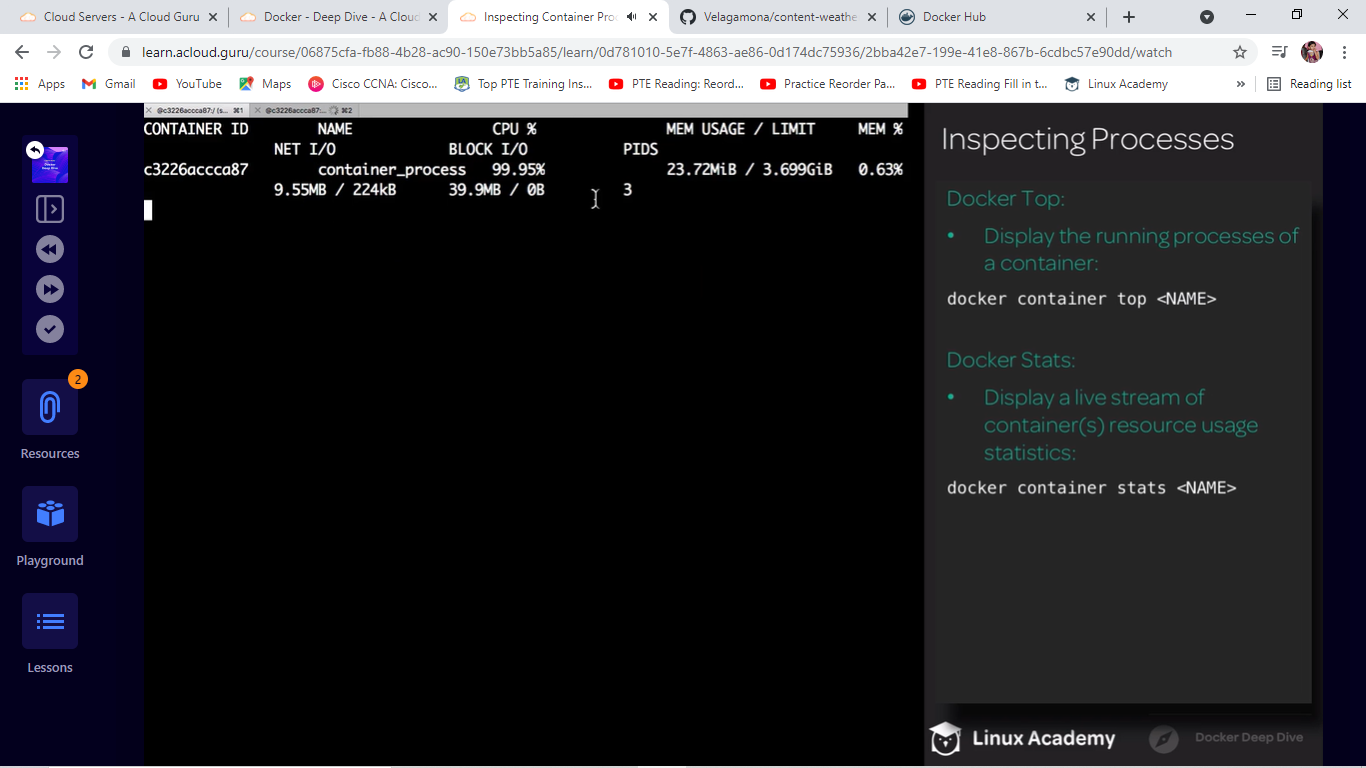 Cloud Servers - A Cloud Guru
Docker - Deep Dive - A Cloud
Inspecting Container Pro
Velagamona/content-weathe
Docker Hub
learn.acloud.guru/course/06875cfa-fb88-4b28-ac90-150e73bb5a85/learn/0d781010-5e7f-4863-ae86-0d174dc75936/2bba42e7-199e-41e8-867b-6cdbc57e90dd/watch
Apps
Gmail
YouTube
Maps
Cisco CCNA: Cisco...
Top PTE Training Ins...
PTE Reading: Reord...
Practice Reorder Pa...
PTE Reading Fill in t...
Linux Academy
»
Reading list
@c3226accca87:/ (s... ⌘1
@c3226accca87:... ⌘2
CONTAINER ID NAME CPU % MEM USAGE / LIMIT MEM %
NET I/O BLOCK I/O PIDS
c3226accca87 container_process 99.95% 23.72MiB / 3.699GiB 0.63%
9.55MB / 224kB 39.9MB / 0B 3
2
Resources
Playground
Lessons
Inspecting Processes
Docker Top:
• Display the running processes of
a container:
docker container top <NAME>
Docker Stats:
• Display a live stream of
container(s) resource usage
statistics:
docker container stats <NAME>
Linux Academy
Docker Deep Dive